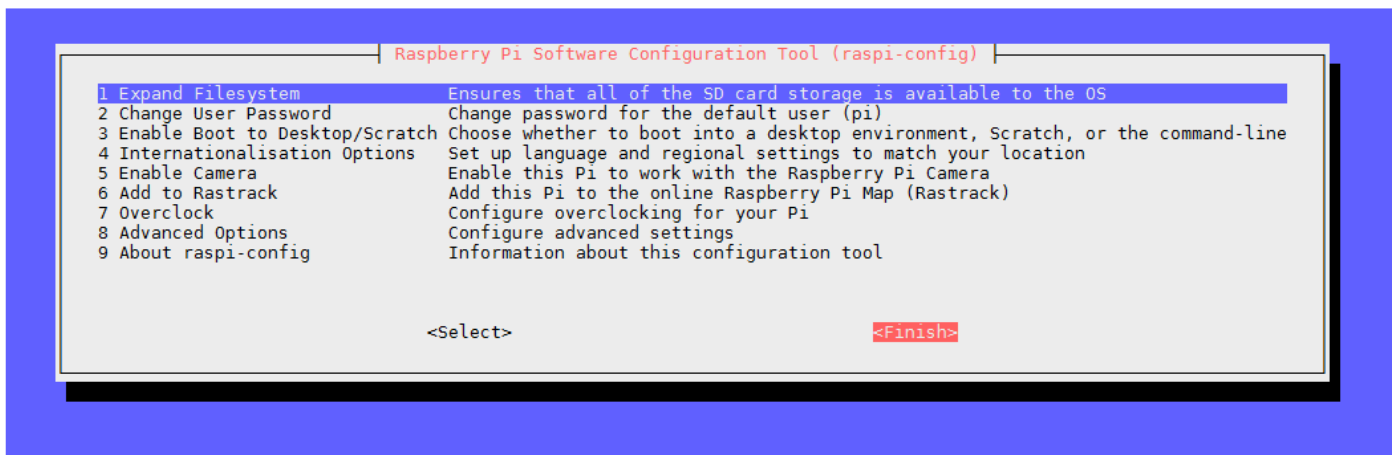 Raspberry Pi Software Configuration Tool (raspi-config)
1 Expand Filesystem Ensures that all of the SD card storage is available to the OS
2 Change User Password Change password for the default user (pi)
3 Enable Boot to Desktop/Scratch Choose whether to boot into a desktop environment, Scratch, or the command-line
4 Internationalisation Options Set up language and regional settings to match your location
5 Enable Camera Enable this Pi to work with the Raspberry Pi Camera
6 Add to Rastrack Add this Pi to the online Raspberry Pi Map (Rastrack)
7 Overclock Configure overclocking for your Pi
8 Advanced Options Configure advanced settings
9 About raspi-config Information about this configuration tool
<Select> <Finish>